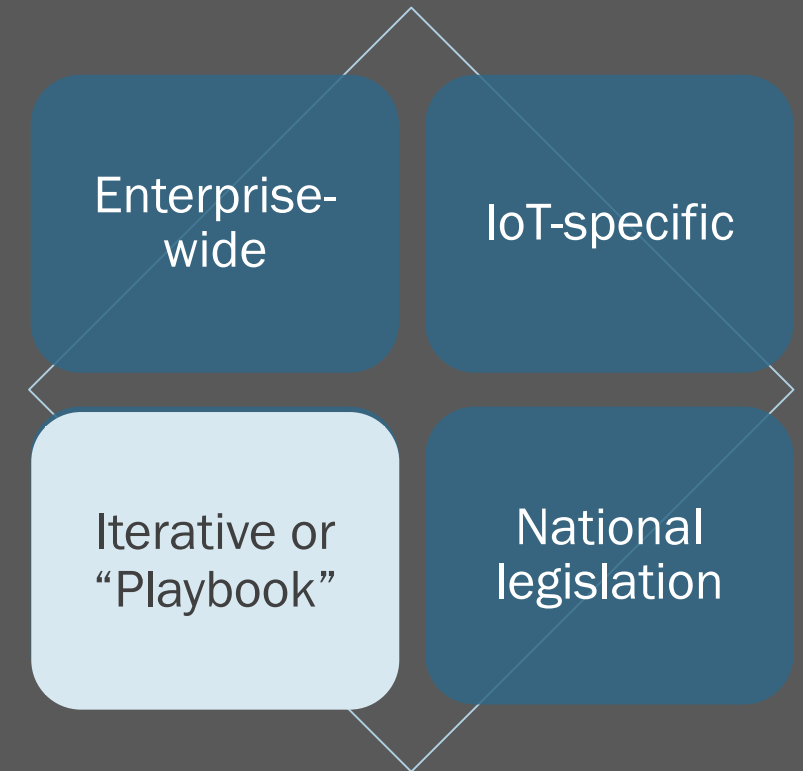 Enterprise-
wide
IoT-specific
Iterative or
“Playbook”
National
legislation